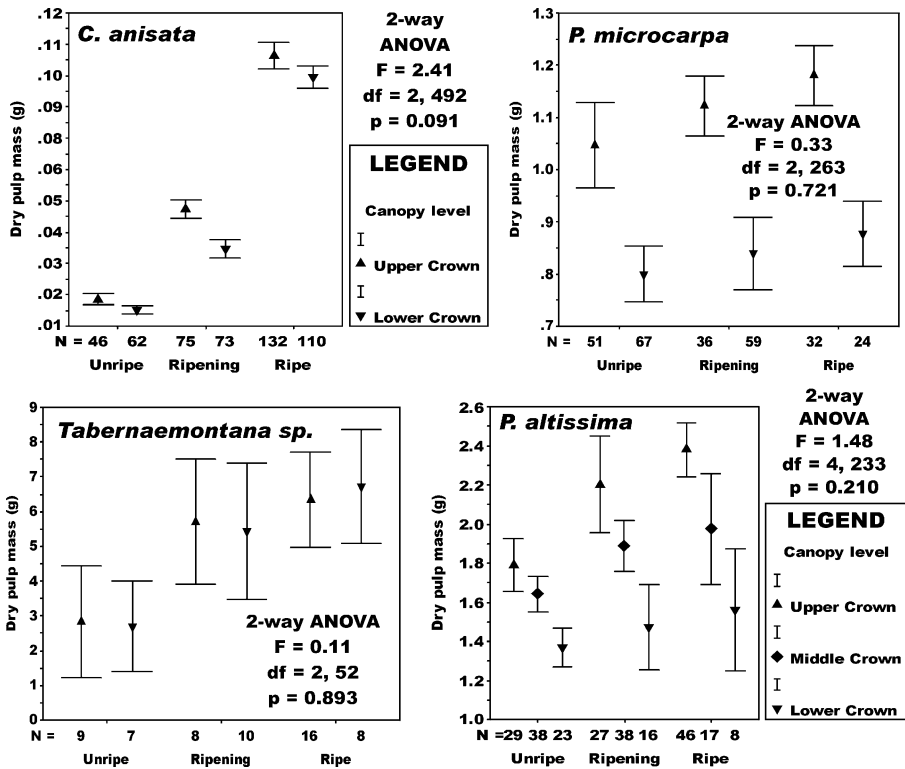 C. anisata
2-way
ANOVA
F = 2.41
df = 2, 492
p = 0.091
Dry pulp mass (g)
.12
.11
.10
.09
.06
.05
.04
.03
.02
.01
N = 46 62 75 73 132 110
Unripe Ripening Ripe
LEGEND
Canopy level
Upper Crown
Lower Crown
P. microcarpa
2-way ANOVA
F = 0.33
df = 2, 263
p = 0.721
Dry pulp mass (g)
1.3
1.2
1.1
1.0
.9
.8
.7
N = 51 67 36 59 32 24
Unripe Ripening Ripe
Tabernaemontana sp.
2-way ANOVA
F = 0.11
df = 2, 52
p = 0.893
Dry pulp mass (g)
9
8
7
6
5
4
3
2
1
0
N = 9 7 8 10 16 8
Unripe Ripening Ripe
P. altissima
2-way
ANOVA
F = 1.48
df = 4, 233
p = 0.210
Dry pulp mass (g)
2.6
2.4
2.2
2.0
1.8
1.6
1.4
1.2
1.0
N =29 38 23 27 38 16 46 17 8
Unripe Ripening Ripe
LEGEND
Canopy level
Upper Crown
Middle Crown
Lower Crown